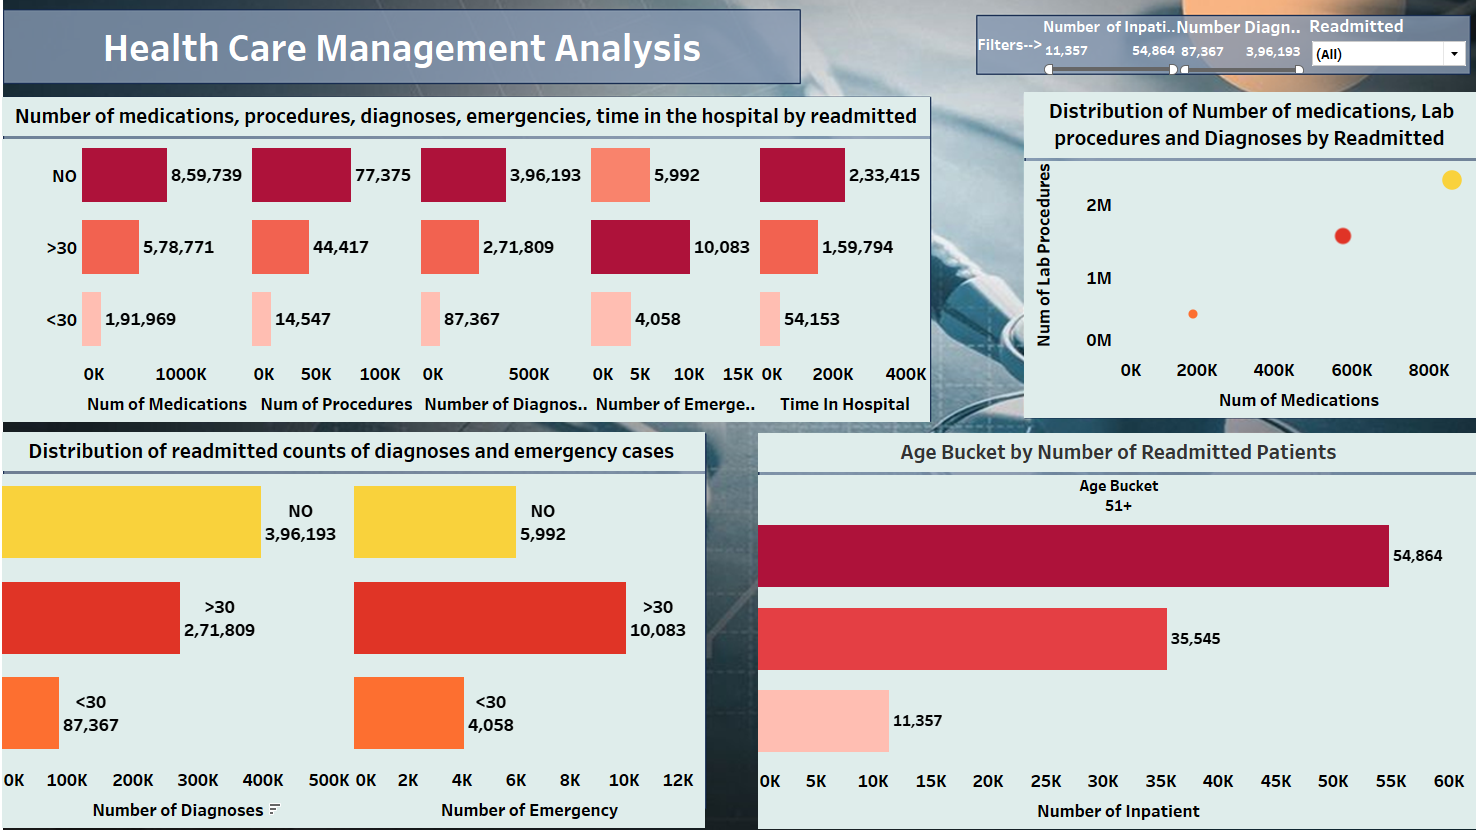 Health Care Management Analysis
Filters-->
Number of Inpati..
11,357 54,864
Number Diagn..
87,367 3,96,193
Readmitted
(All)
Number of medications, procedures, diagnoses, emergencies, time in the hospital by readmitted
NO 8,59,739 77,375 3,96,193 5,992 2,33,415
>30 5,78,771 44,417 2,71,809 10,083 1,59,794
<30 1,91,969 14,547 87,367 4,058 54,153
0K 1000K 0K 50K 100K 0K 500K 0K 5K 10K 15K 0K 200K 400K
Num of Medications Num of Procedures Number of Diagnos.. Number of Emerge.. Time In Hospital
Distribution of Number of medications, Lab
procedures and Diagnoses by Readmitted
Num of Lab Procedures
2M
1M
0M
0K 200K 400K 600K 800K
Num of Medications
Distribution of readmitted counts of diagnoses and emergency cases
NO
3,96,193
NO
5,992
>30
2,71,809
>30
10,083
<30
87,367
<30
4,058
0K 100K 200K 300K 400K 500K 0K 2K 4K 6K 8K 10K 12K
Number of Diagnoses Number of Emergency
Age Bucket by Number of Readmitted Patients
Age Bucket
51+
54,864
35,545
11,357
0K 5K 10K 15K 20K 25K 30K 35K 40K 45K 50K 55K 60K
Number of Inpatient